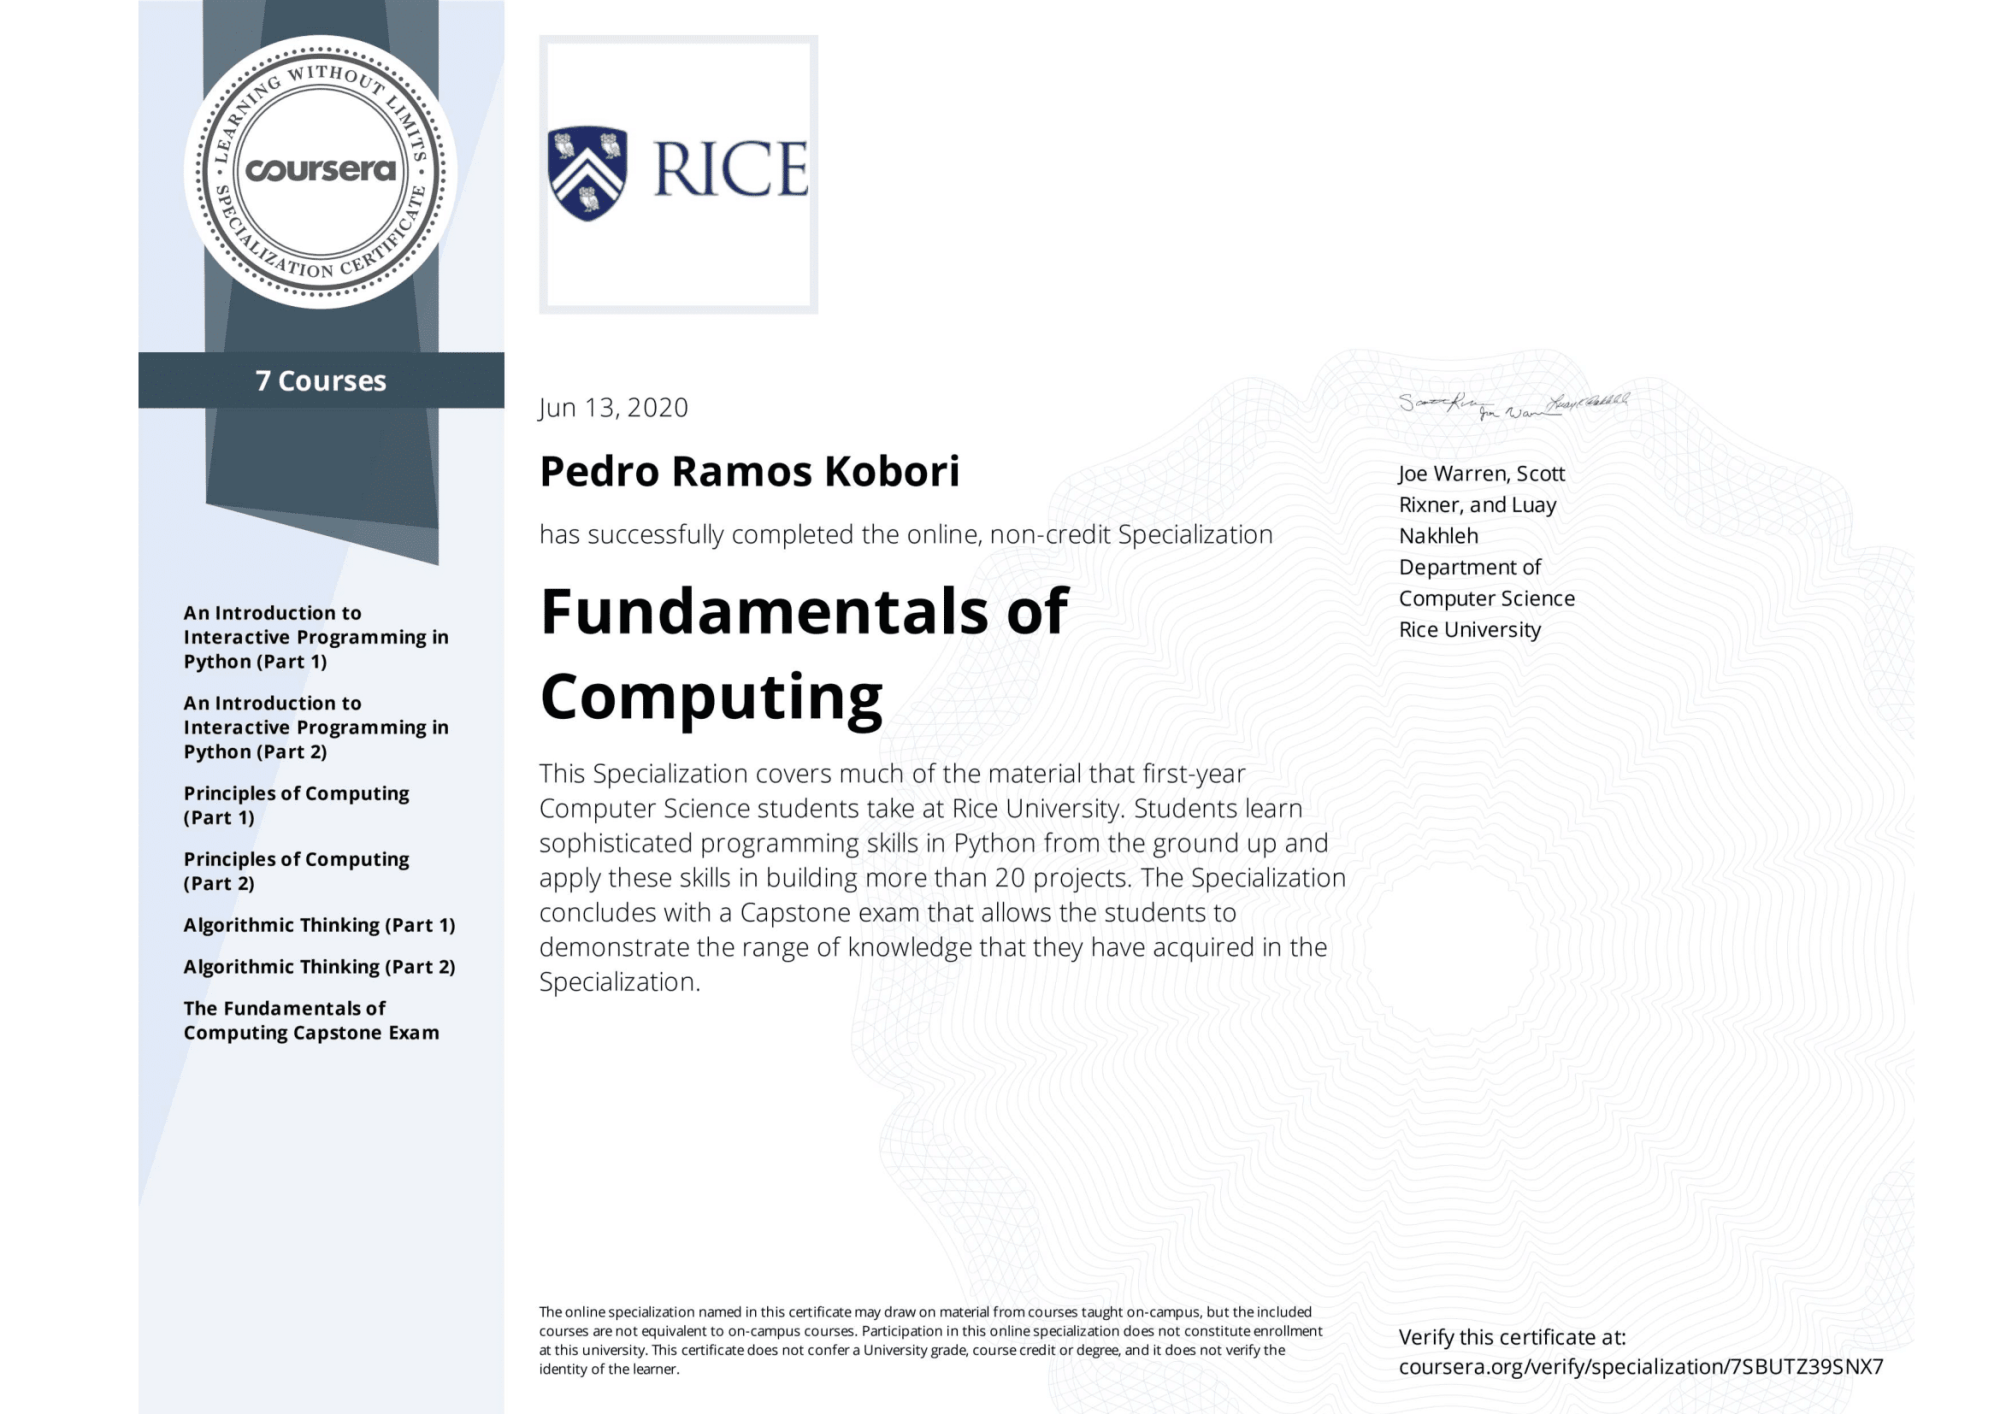 LEARNING WITHOUT LIMITS
coursera
SPECIALIZATION CERTIFICATE
7 Courses
An Introduction to
Interactive Programming in
Python (Part 1)
An Introduction to
Interactive Programming in
Python (Part 2)
Principles of Computing
(Part 1)
Principles of Computing
(Part 2)
Algorithmic Thinking (Part 1)
Algorithmic Thinking (Part 2)
The Fundamentals of
Computing Capstone Exam
RICE
Jun 13, 2020
Pedro Ramos Kobori
has successfully completed the online, non-credit Specialization
Fundamentals of
Computing
This Specialization covers much of the material that first-year
Computer Science students take at Rice University. Students learn
sophisticated programming skills in Python from the ground up and
apply these skills in building more than 20 projects. The Specialization
concludes with a Capstone exam that allows the students to
demonstrate the range of knowledge that they have acquired in the
Specialization.
Joe Warren, Scott
Rixner, and Luay
Nakhleh
Department of
Computer Science
Rice University
The online specialization named in this certificate may draw on material from courses taught on-campus, but the included
courses are not equivalent to on-campus courses. Participation in this online specialization does not constitute enrollment
at this university. This certificate does not confer a University grade, course credit or degree, and it does not verify the
identity of the learner.
Verify this certificate at:
coursera.org/verify/specialization/7SBUTZ39SNX7